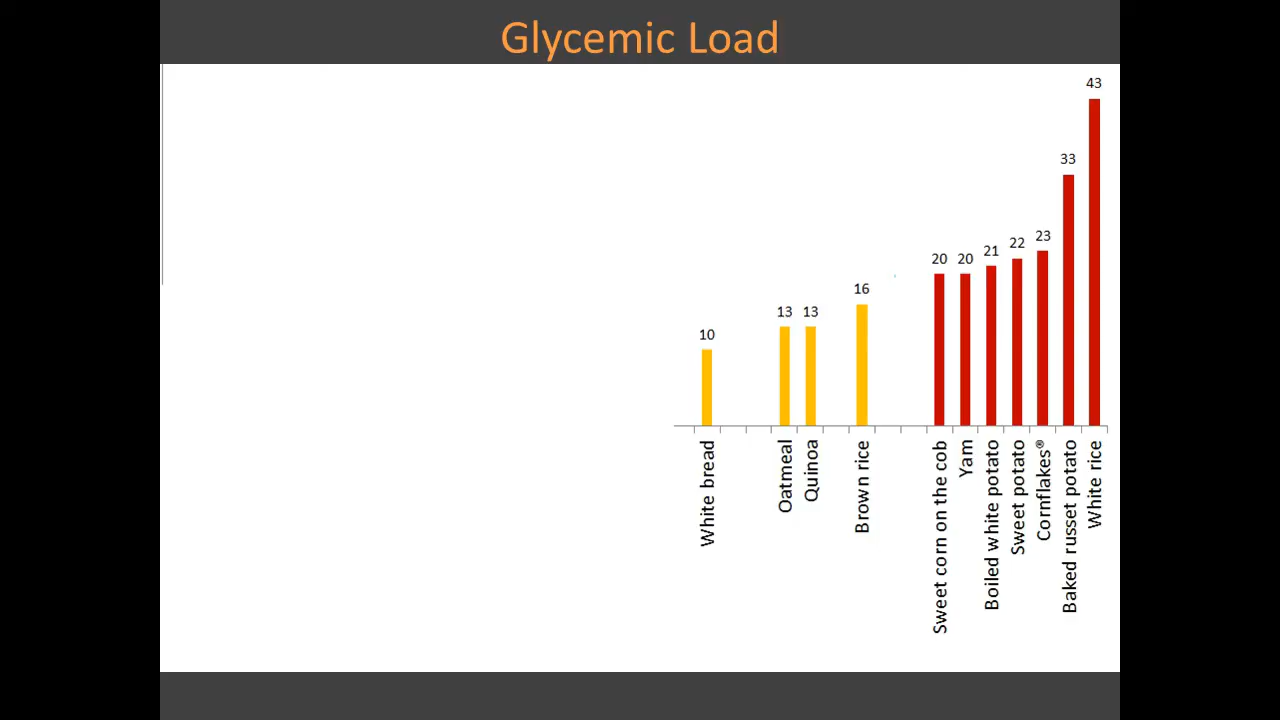 Glycemic Load
43
33
23
22
21
20
20
16
13
13
10
White bread
Oatmeal
Quinoa
Brown rice
Sweet corn on the cob
Yam
Boiled white potato
Sweet potato
Cornflakes®
Baked russet potato
White rice